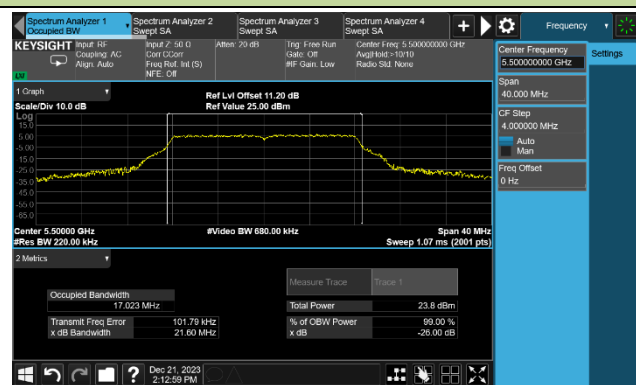 Spectrum Analyzer 1
Occupied BW
Spectrum Analyzer 2
Swept SA
Spectrum Analyzer 3
Swept SA
Spectrum Analyzer 4
Swept SA
Frequency
KEYSIGHT
Input: RF
Coupling: AC
Align: Auto
Input Z: 50 Ω
Corr CCorr
Freq Ref: Int (S)
NFE: Off
Atten: 20 dB
Trig: Free Run
Gate: Off
#IF Gain: Low
Center Freq: 5.500000000 GHz
Avg|Hold:>10/10
Radio Std: None
Center Frequency
5.500000000 GHz
Settings
Span
40.000 MHz
CF Step
4.000000 MHz
Auto
Man
Freq Offset
0 Hz
1 Graph
Scale/Div 10.0 dB
Ref Lvl Offset 11.20 dB
Ref Value 25.00 dBm
Log
15.0
5.00
-5.00
-15.0
-25.0
-35.0
-45.0
-55.0
-65.0
Center 5.50000 GHz
#Res BW 220.00 kHz
#Video BW 680.00 kHz
Span 40 MHz
Sweep 1.07 ms (2001 pts)
2 Metrics
Measure Trace
Trace 1
Occupied Bandwidth
17.023 MHz
Total Power
23.8 dBm
Transmit Freq Error
101.79 kHz
% of OBW Power
99.00 %
x dB Bandwidth
21.60 MHz
x dB
-26.00 dB
?
Dec 21, 2023
2:12:59 PM